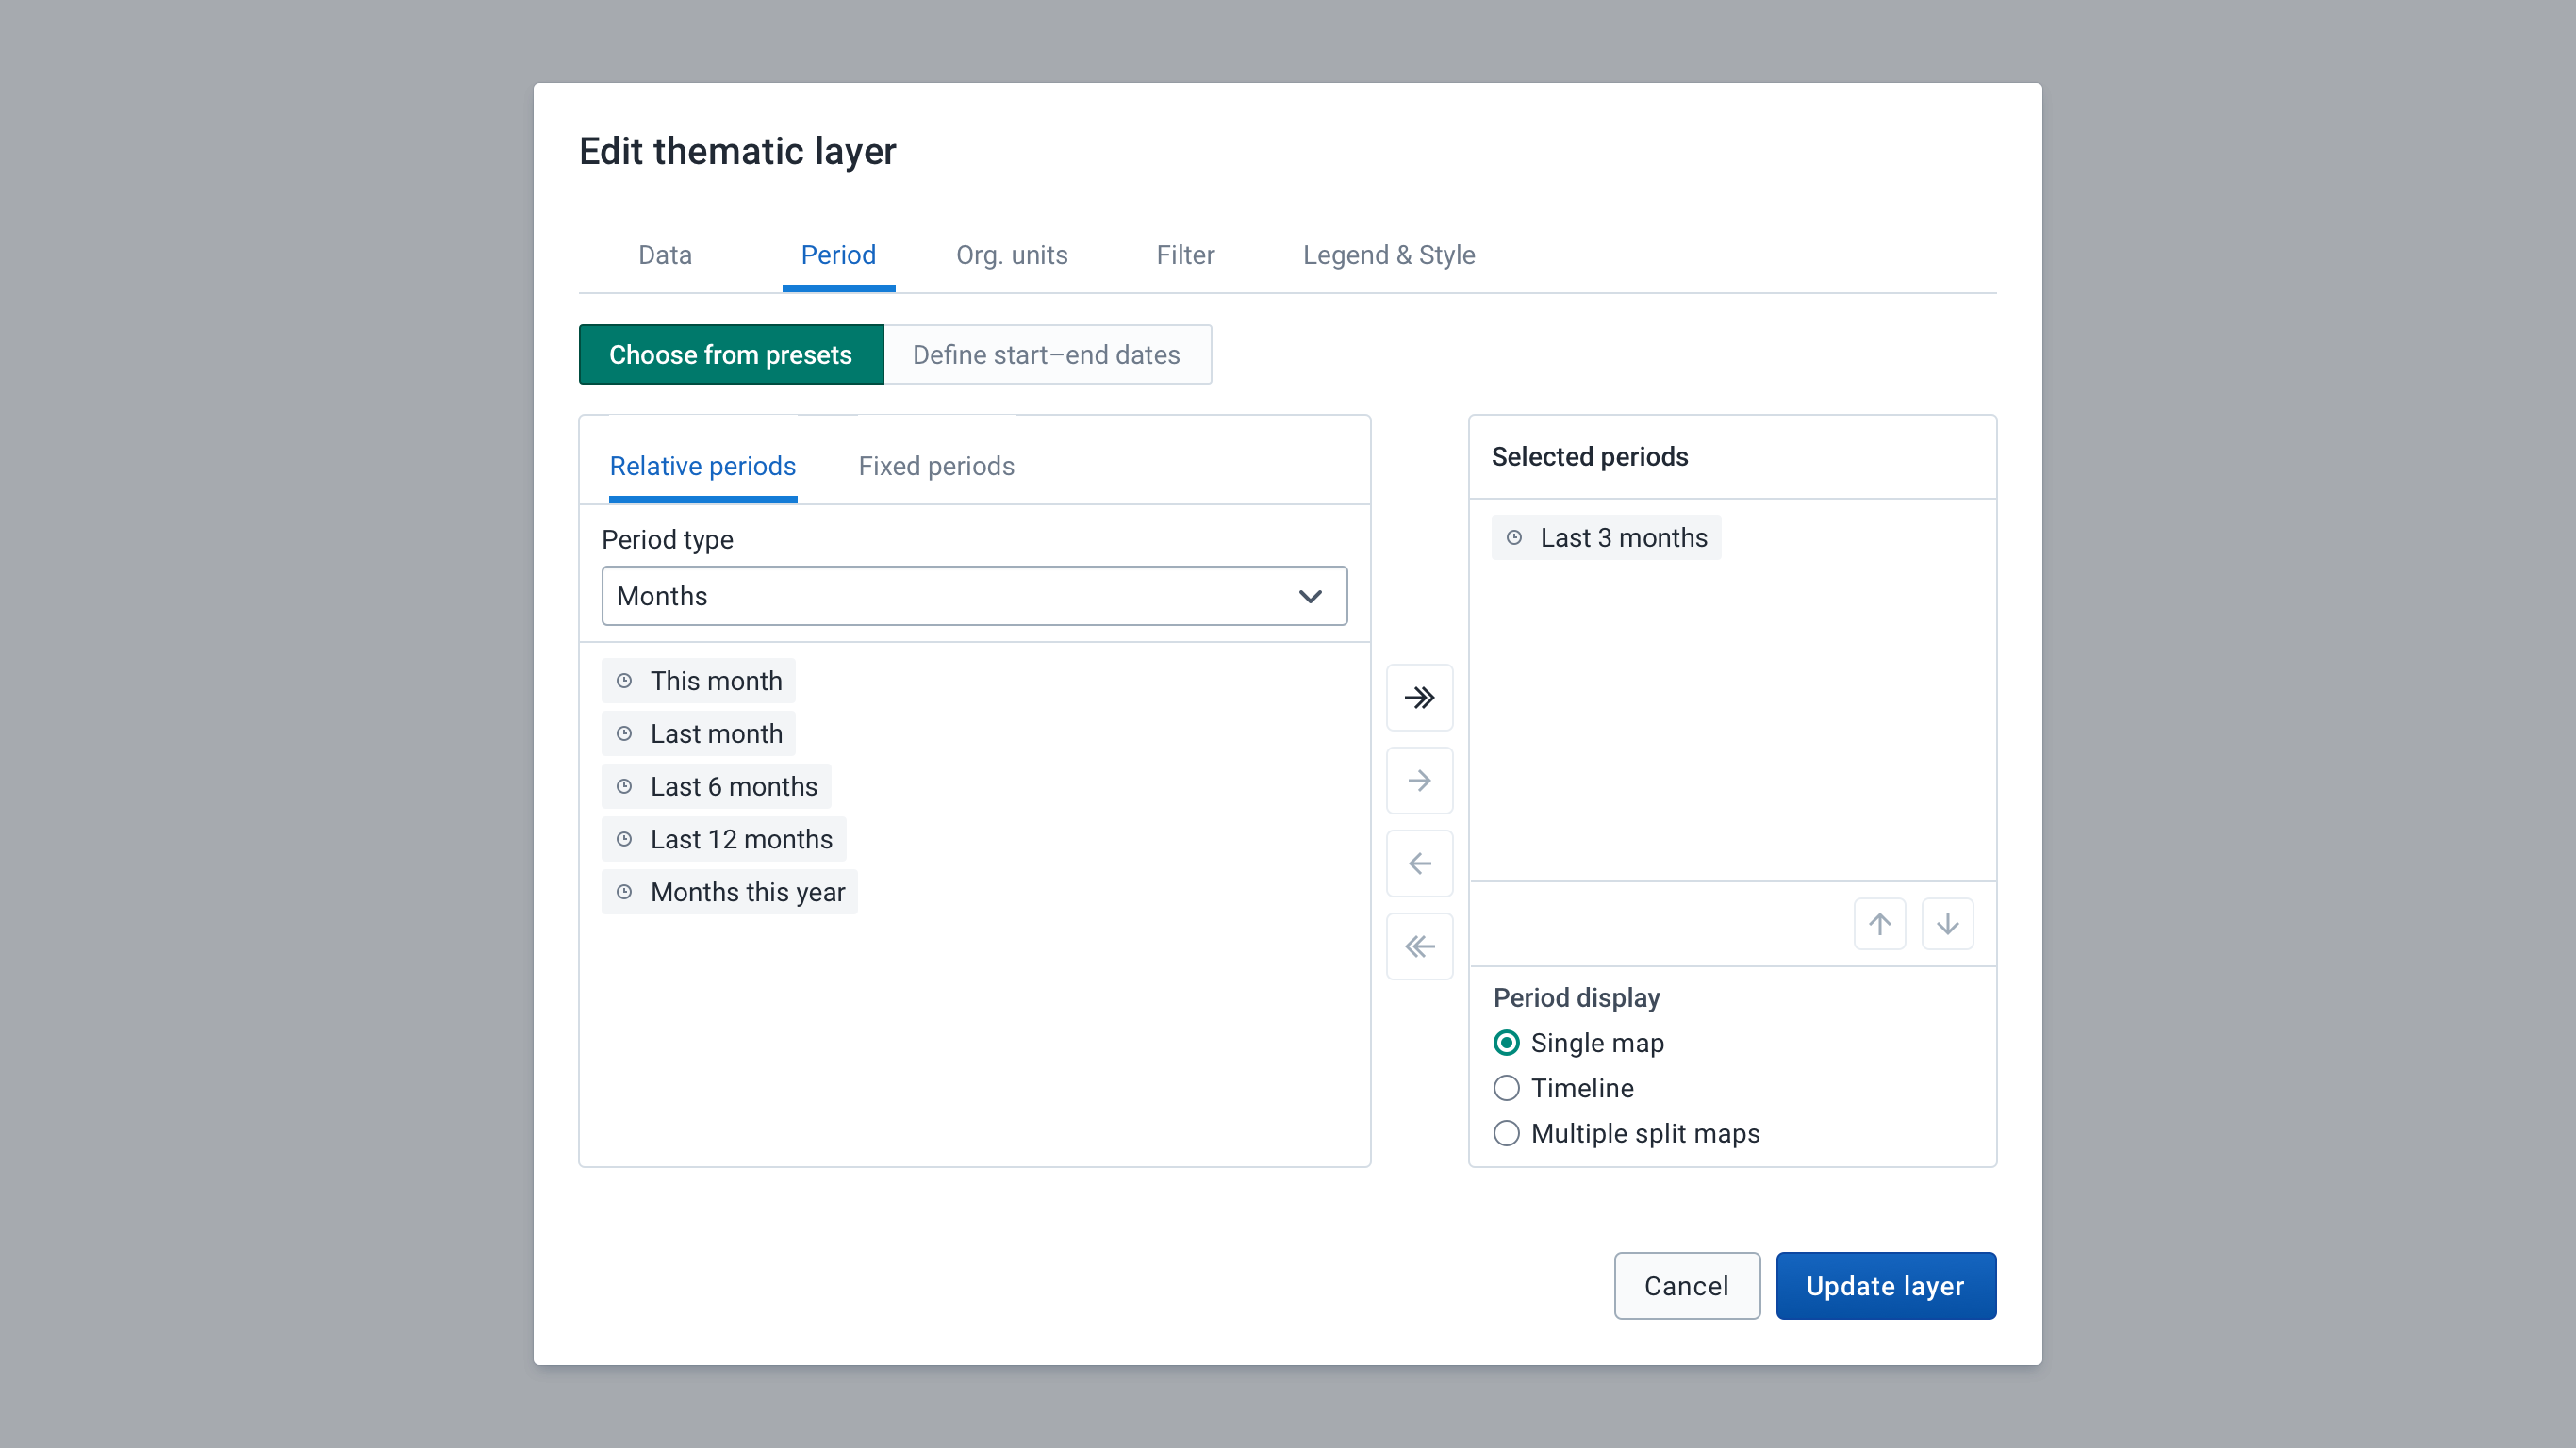 Edit thematic layer
Data
Period
Org. units
Filter
Legend & Style
Choose from presets
Define start–end dates
Relative periods
Fixed periods
Period type
Months
This month
Last month
Last 6 months
Last 12 months
Months this year
Selected periods
Last 3 months
Period display
Single map
Timeline
Multiple split maps
Cancel
Update layer